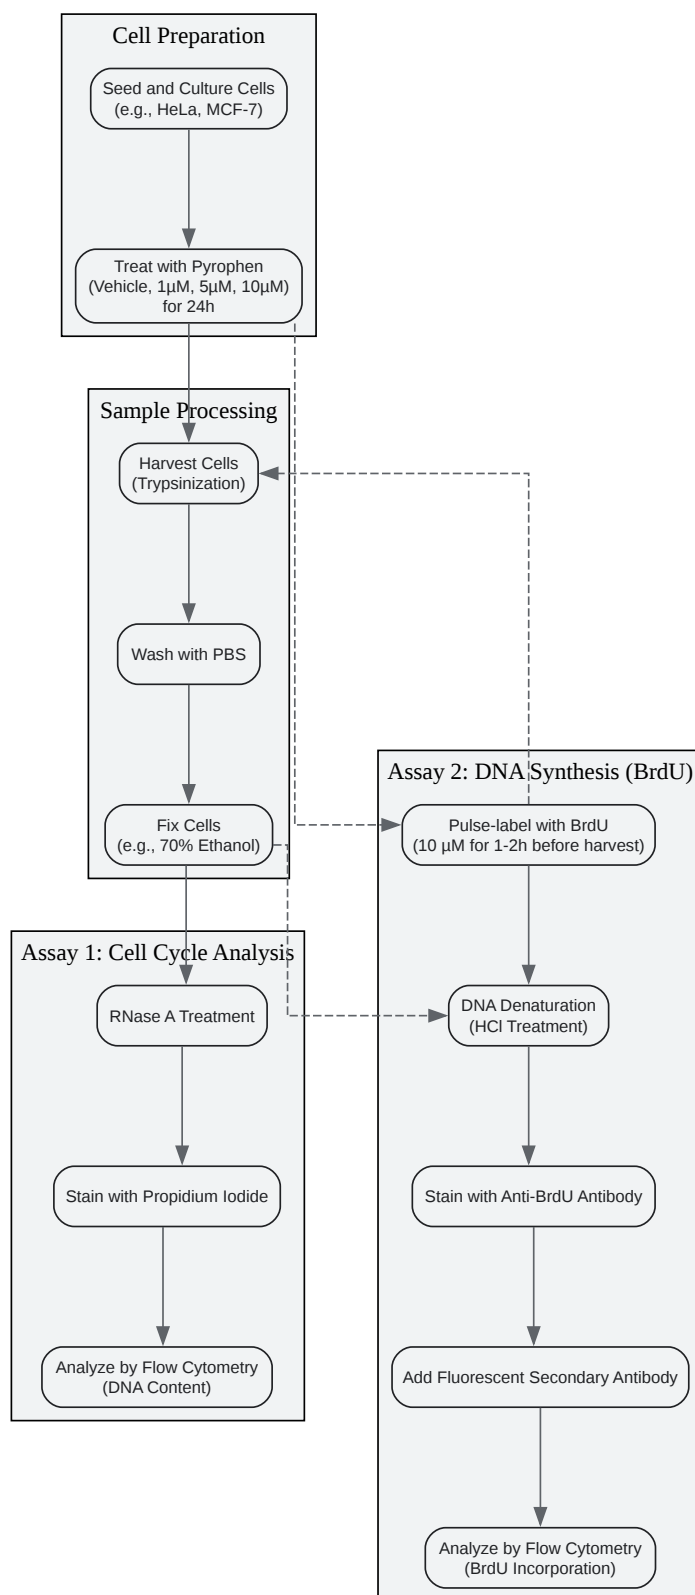 Cell Preparation
Seed and Culture Cells
(e.g., HeLa, MCF-7)
Treat with Pyrophen
(Vehicle, 1µM, 5µM, 10µM)
for 24h
Sample Processing
Harvest Cells
(Trypsinization)
Wash with PBS
Fix Cells
(e.g., 70% Ethanol)
Assay 1: Cell Cycle Analysis
RNase A Treatment
Stain with Propidium Iodide
Analyze by Flow Cytometry
(DNA Content)
Assay 2: DNA Synthesis (BrdU)
Pulse-label with BrdU
(10 µM for 1-2h before harvest)
DNA Denaturation
(HCl Treatment)
Stain with Anti-BrdU Antibody
Add Fluorescent Secondary Antibody
Analyze by Flow Cytometry
(BrdU Incorporation)